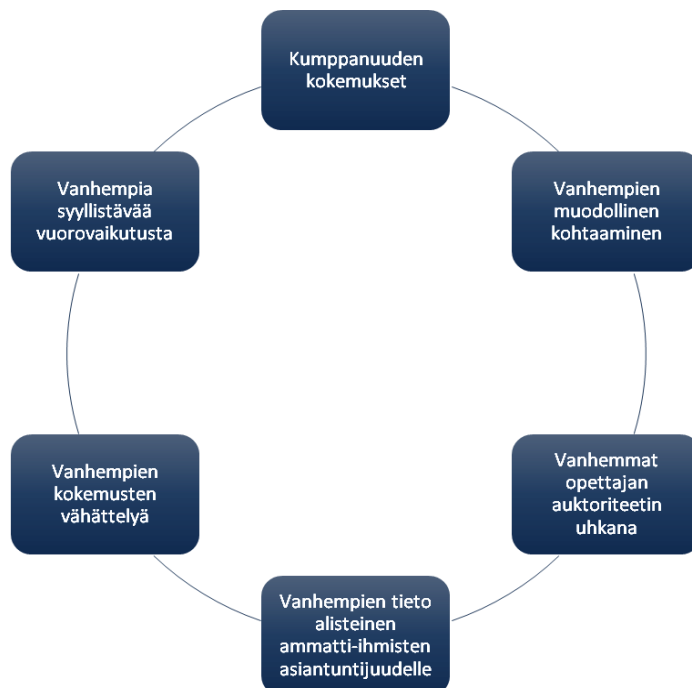 Kumppanuuden
kokemukset
Vanhempien
muodollinen
kohtaaminen
Vanhemmat
opettajan
auktoriteetin
uhkana
Vanhempien tieto
alisteinen
ammatti-ihmisten
asiantuntijuudelle
Vanhempien
kokemusten
vähättelyä
Vanhempia
syyllistävää
vuorovaikutusta